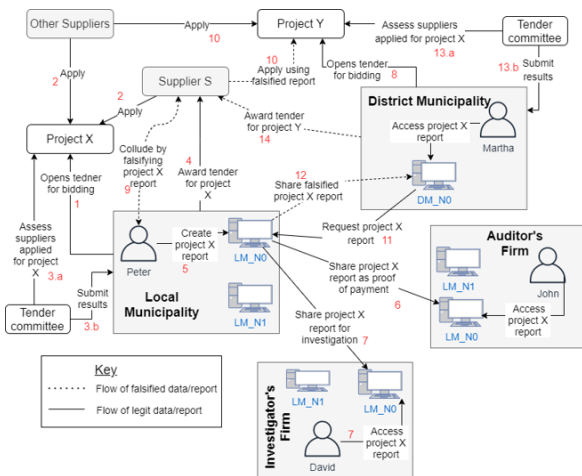 Other Suppliers
Apply
10
Project Y
Assess suppliers
applied for project X
13.a
Tender
committee
13.b
Submit
results
2
Apply
10
Apply using
falsified report
Opens tender
for bidding
8
Supplier S
2
Apply
Project X
District Municipality
Access project X
report
Martha
DM_N0
Award tender
for project Y
14
Collude by
falsifying
project X
report
9
4
Award tender
for project
X
Opens tedner
for bidding
1
12
Share falsified
project X report
Request project X
report
11
Assess
suppliers
applied
for project
X
3.a
Peter
Create
project X
report
5
LM_N0
Local
Municipality
LM_N1
Auditor's
Firm
John
Share project X
report as proof
of payment
6
LM_N0
Access
project X
report
Tender
committee
Submit
results
3.b
Share project X
report for
investigation
7
Key
Flow of falsified data/report
Flow of legit data/report
Investigator's
Firm
LM_N1
LM_N0
David
7
Access
project X
report